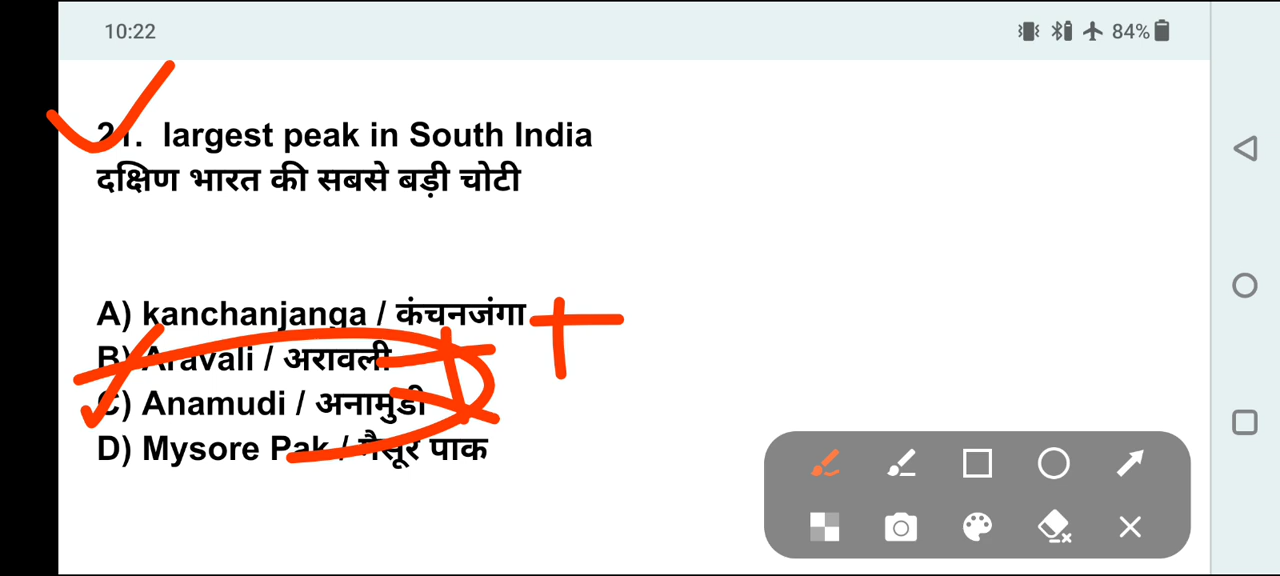 10:22
84%
21. largest peak in South India
दक्षिण भारत की सबसे बड़ी चोटी
A) kanchanjanga / कंचनजंगा
B) Aravali / अरावली
C) Anamudi / अनामुडी
D) Mysore Pak / मैसूर पाक